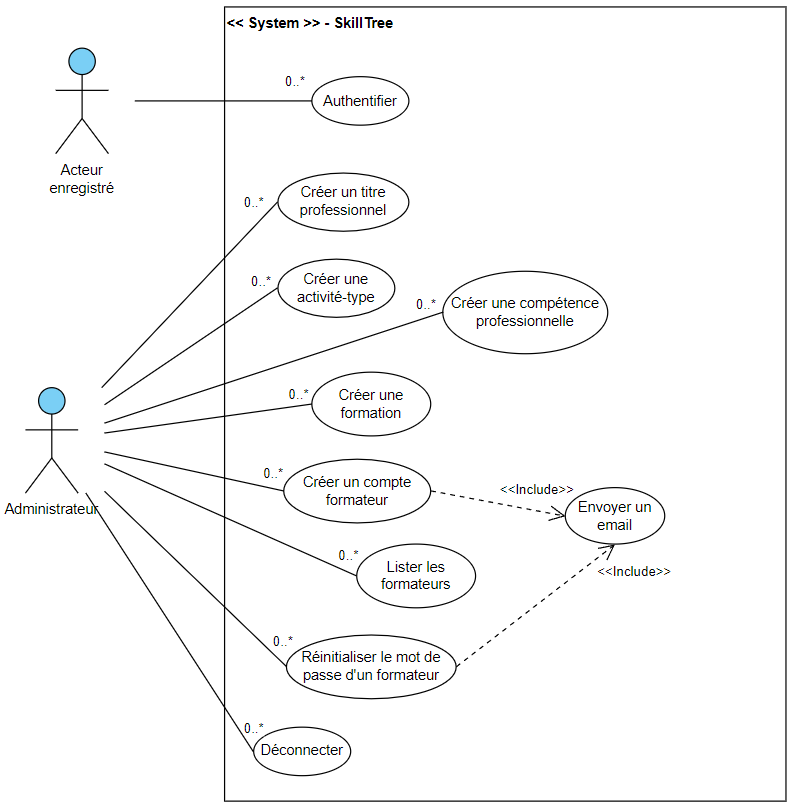 << System >> - SkillTree
0..*
Authentifier
Acteur
enregistré
0..*
Créer un titre
professionnel
0..*
Créer une
activité-type
0..*
Créer une compétence
professionnelle
0..*
Créer une
formation
Administrateur
0..*
Créer un compte
formateur
<<Include>>
Envoyer un
email
0..*
Lister les
formateurs
<<Include>>
0..*
Réinitialiser le mot de
passe d'un formateur
0..*
Déconnecter